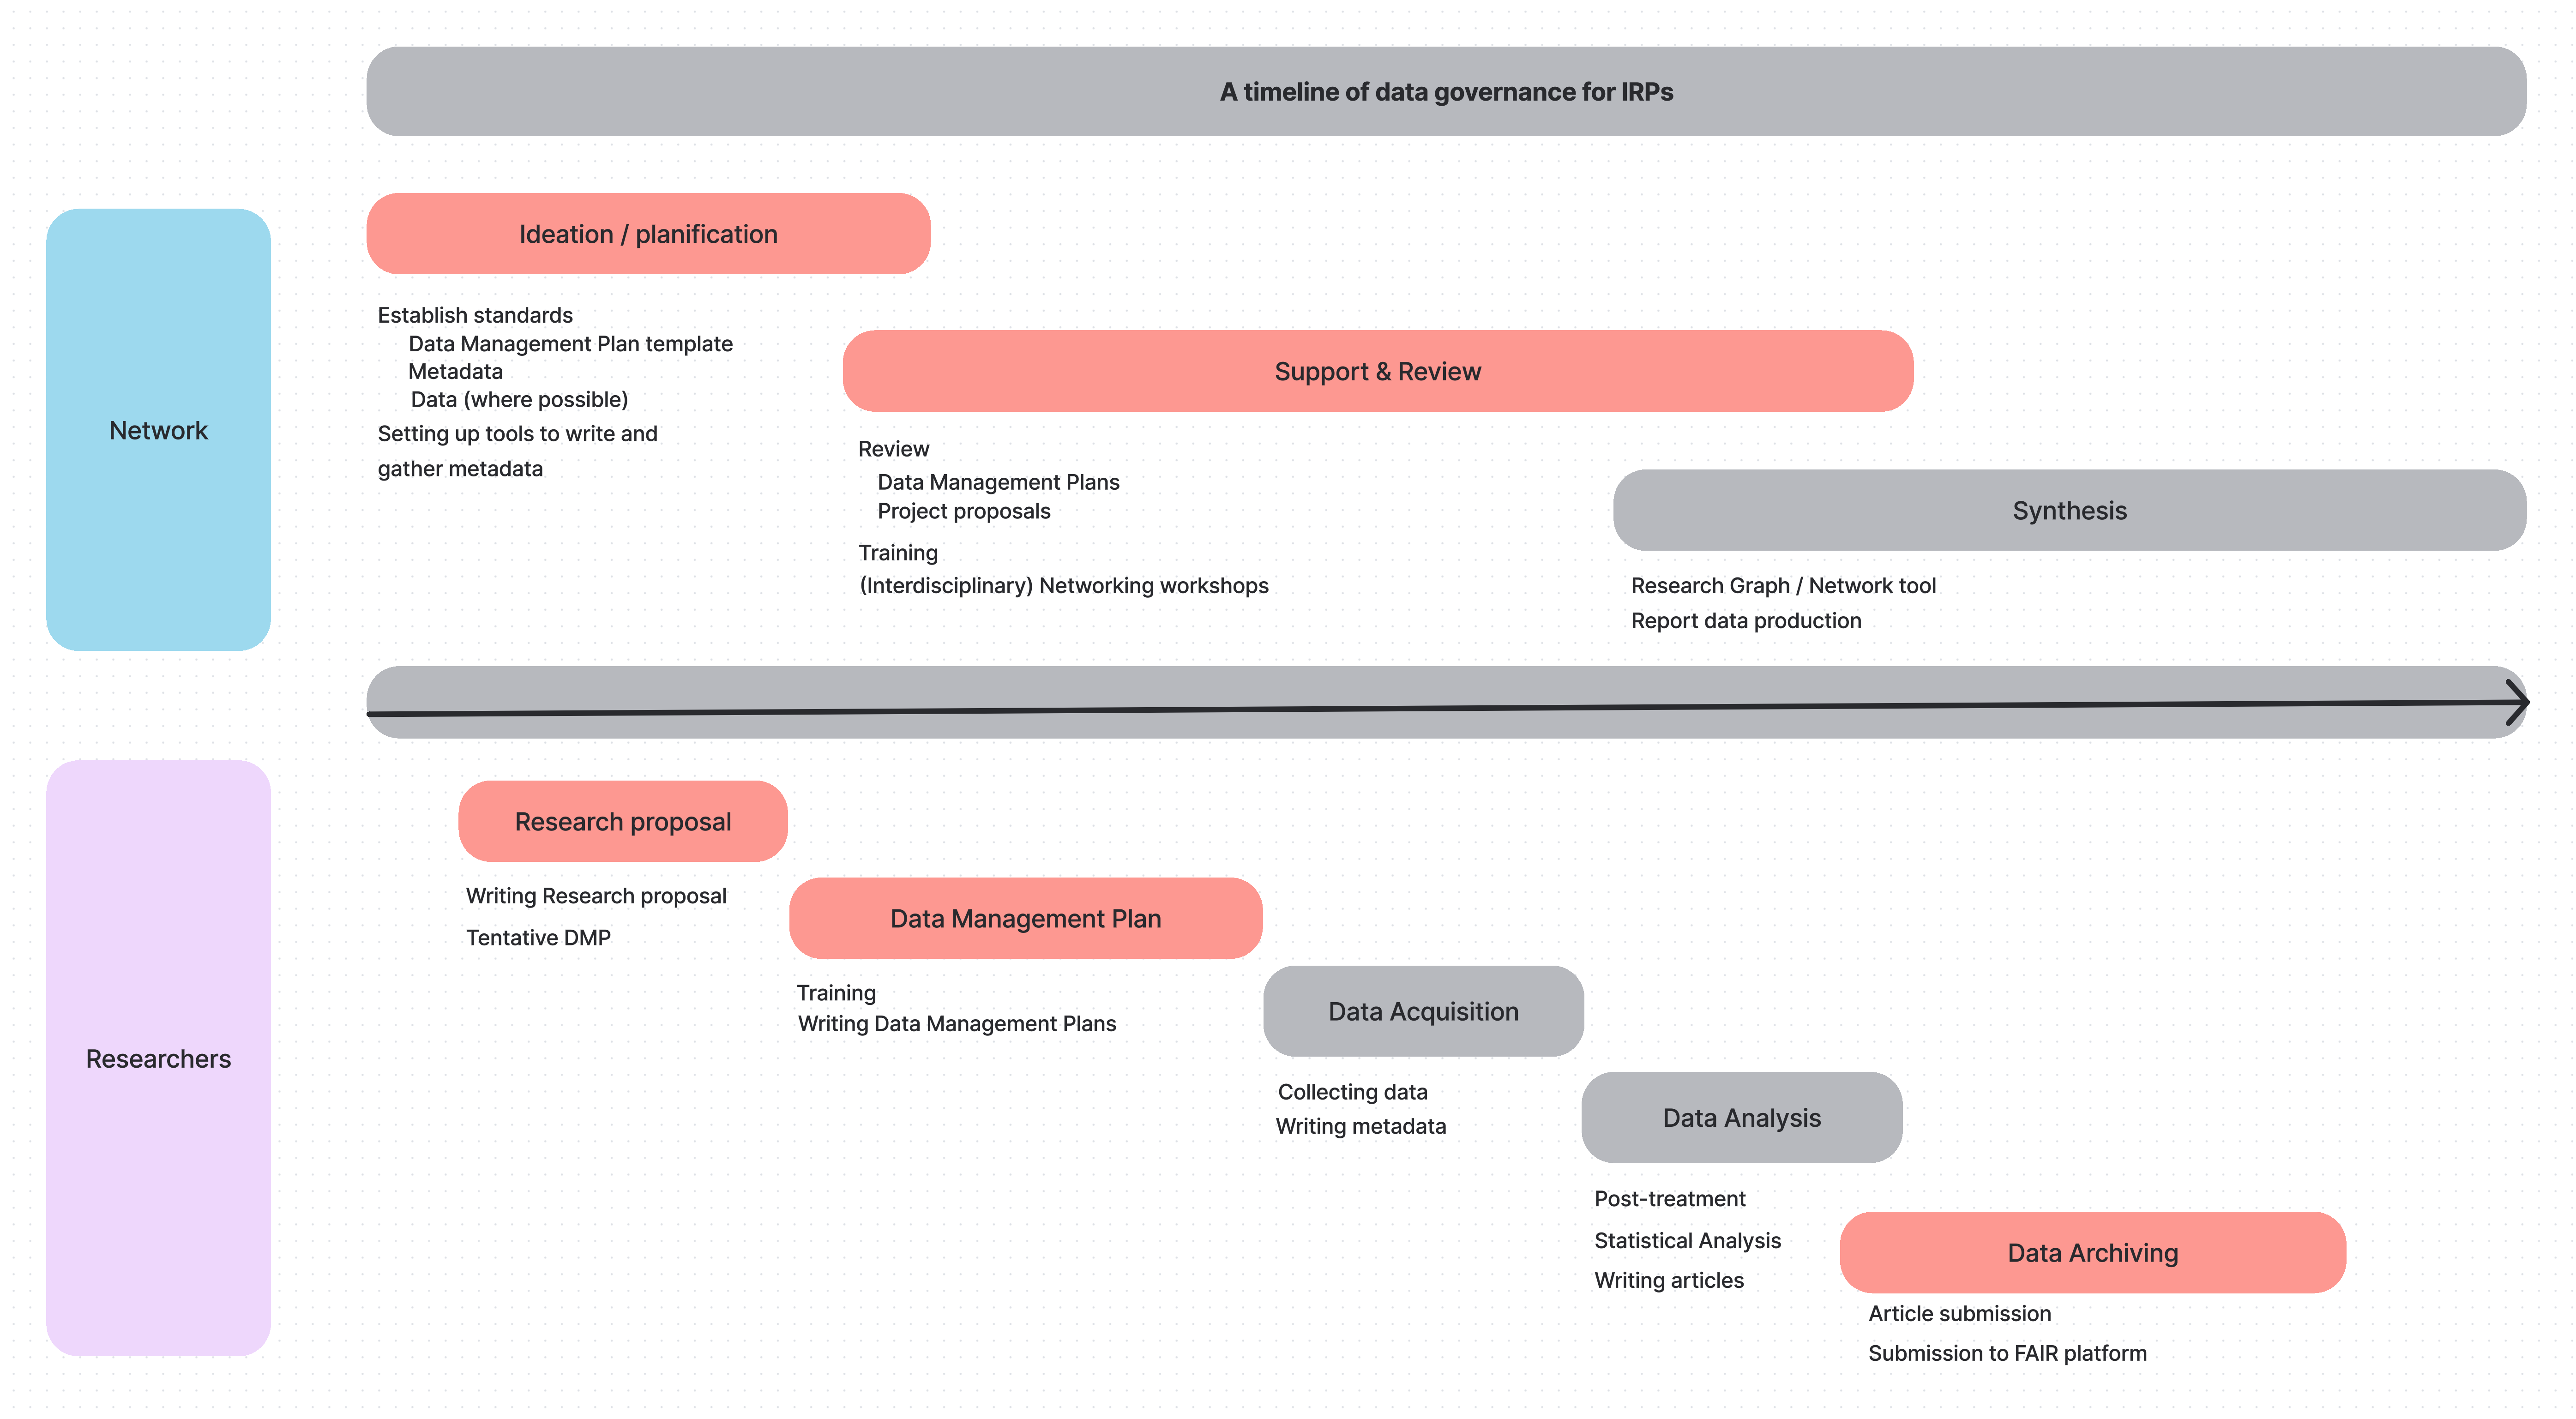 A timeline of data governance for IRPs
Network
Ideation / planification
Establish standards
Data Management Plan template
Metadata
Data (where possible)
Setting up tools to write and
gather metadata
Support & Review
Review
Data Management Plans
Project proposals
Training
(Interdisciplinary) Networking workshops
Synthesis
Research Graph / Network tool
Report data production
Researchers
Research proposal
Writing Research proposal
Tentative DMP
Data Management Plan
Training
Writing Data Management Plans
Data Acquisition
Collecting data
Writing metadata
Data Analysis
Post-treatment
Statistical Analysis
Writing articles
Data Archiving
Article submission
Submission to FAIR platform